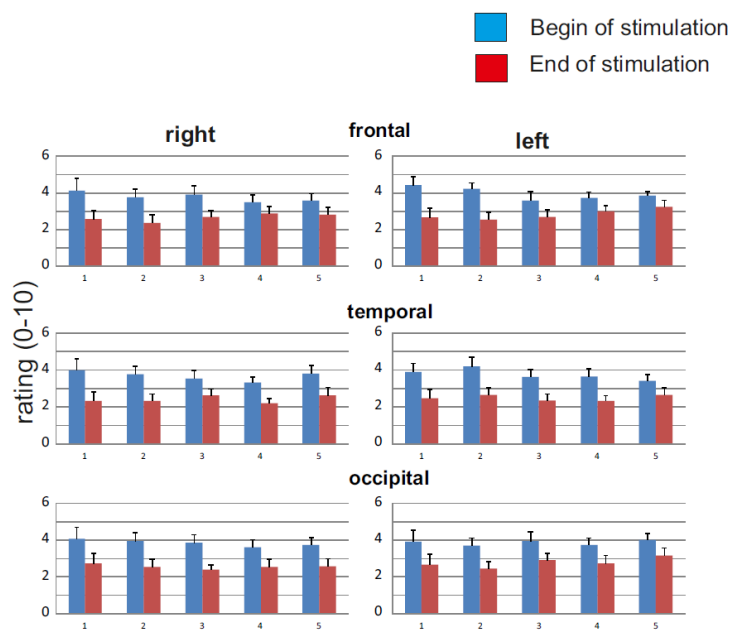 Begin of stimulation
End of stimulation
right frontal left
6 6
4 4
2 2
0 0
1 2 3 4 5 1 2 3 4 5
rating (0-10)
temporal
6 6
4 4
2 2
0 0
1 2 3 4 5 1 2 3 4 5
occipital
6 6
4 4
2 2
0 0
1 2 3 4 5 1 2 3 4 5